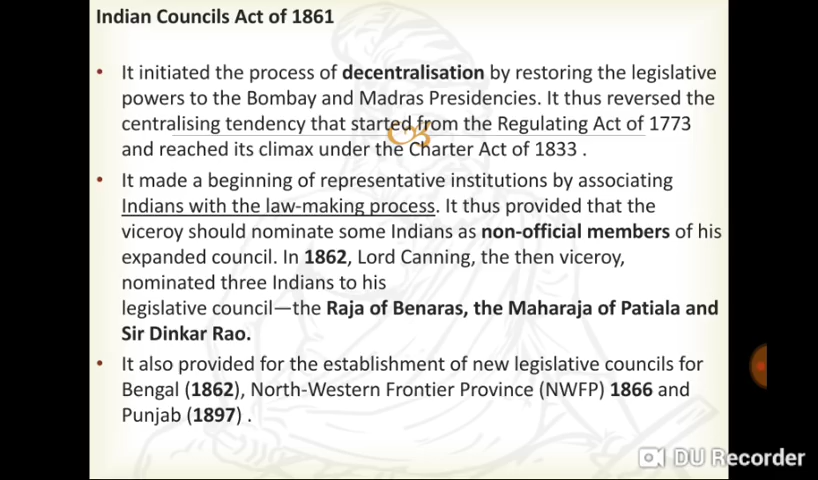 Indian Councils Act of 1861
• It initiated the process of decentralisation by restoring the legislative
powers to the Bombay and Madras Presidencies. It thus reversed the
centralising tendency that started from the Regulating Act of 1773
and reached its climax under the Charter Act of 1833 .
• It made a beginning of representative institutions by associating
Indians with the law-making process. It thus provided that the
viceroy should nominate some Indians as non-official members of his
expanded council. In 1862, Lord Canning, the then viceroy,
nominated three Indians to his
legislative council—the Raja of Benaras, the Maharaja of Patiala and
Sir Dinkar Rao.
• It also provided for the establishment of new legislative councils for
Bengal (1862), North-Western Frontier Province (NWFP) 1866 and
Punjab (1897) .
DU Recorder